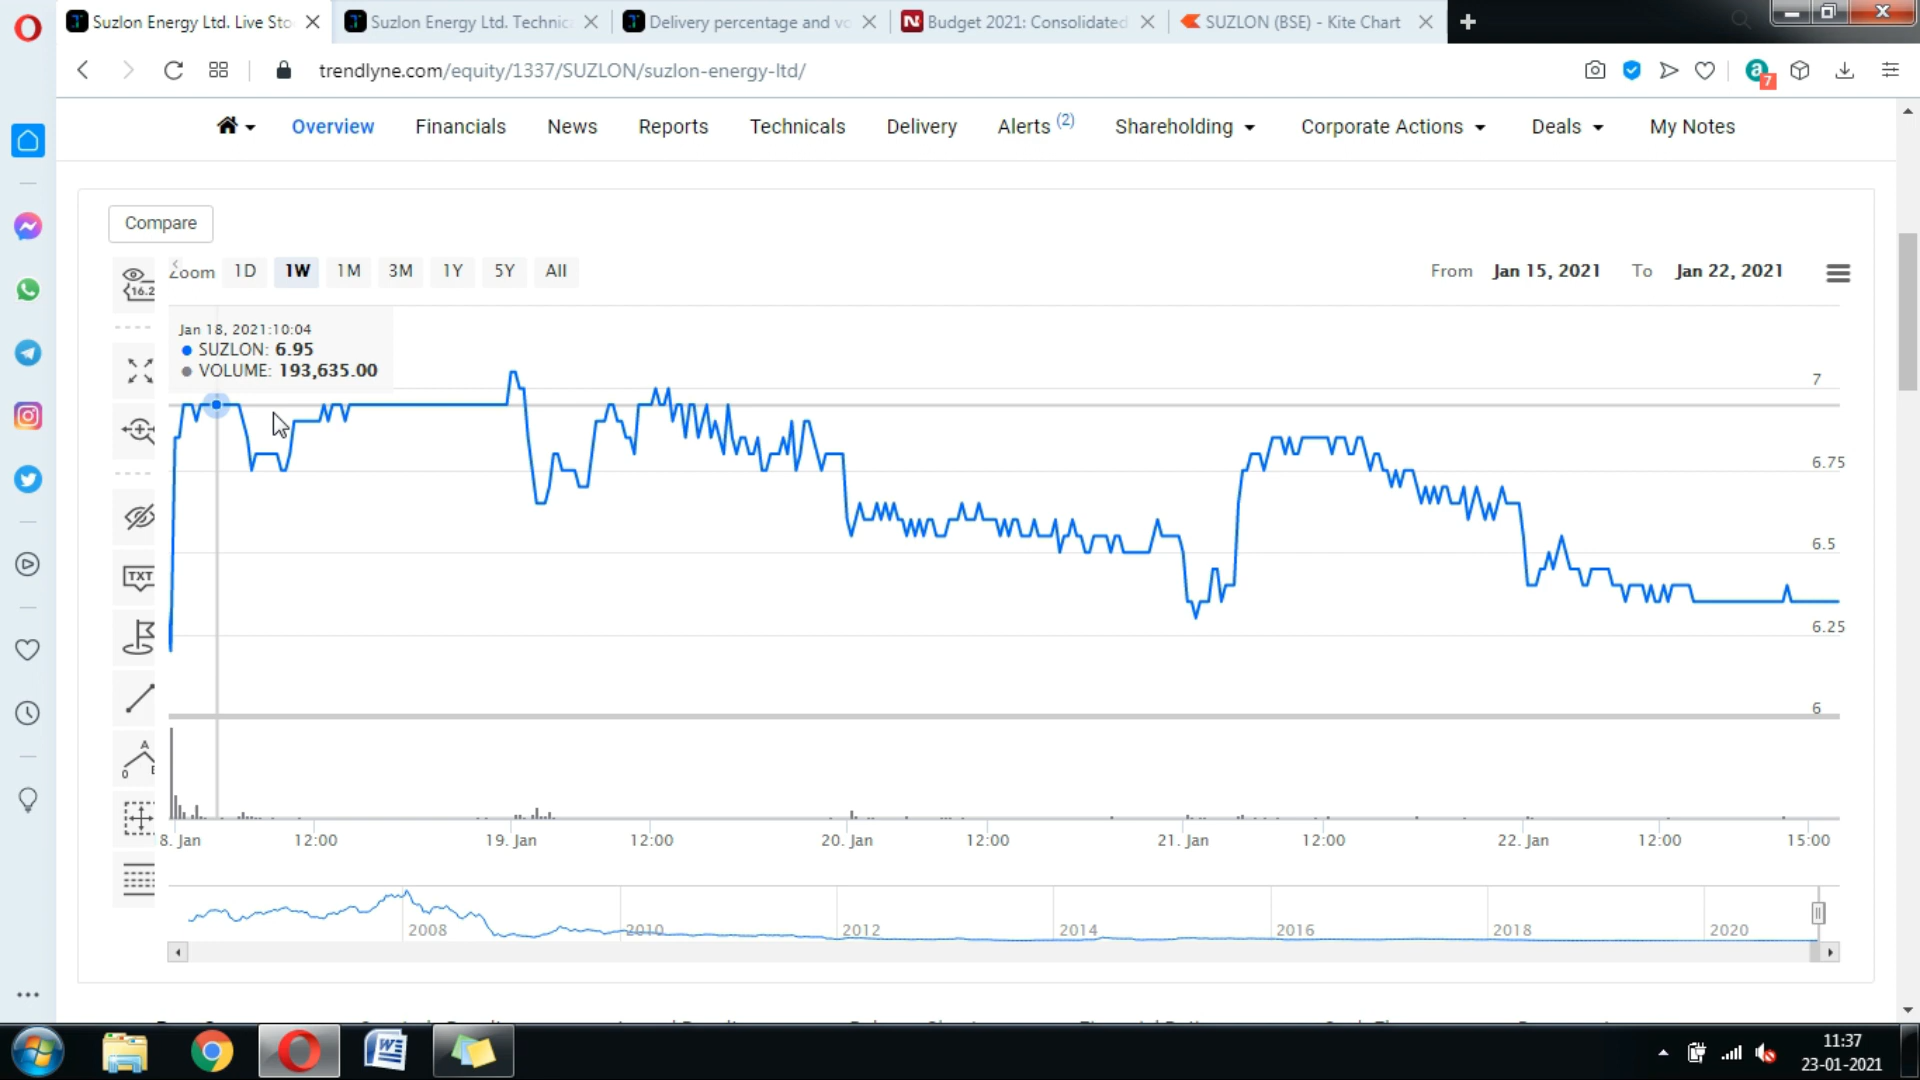 Suzlon Energy Ltd. Live Sto
Suzlon Energy Ltd. Technic
Delivery percentage and vo
Budget 2021: Consolidated
SUZLON (BSE) - Kite Chart
trendlyne.com/equity/1337/SUZLON/suzlon-energy-ltd/
a
7
Overview
Financials
News
Reports
Technicals
Delivery
Alerts (2)
Shareholding
Corporate Actions
Deals
My Notes
Compare
Zoom
1D
1W
1M
3M
1Y
5Y
All
From Jan 15, 2021 To Jan 22, 2021
16.2
Jan 18, 2021:10:04
SUZLON: 6.95
VOLUME: 193,635.00
7
6.75
6.5
6.25
6
TXT
A
0
8. Jan
12:00
19. Jan
12:00
20. Jan
12:00
21. Jan
12:00
22. Jan
12:00
15:00
2008
2010
2012
2014
2016
2018
2020
11:37
23-01-2021